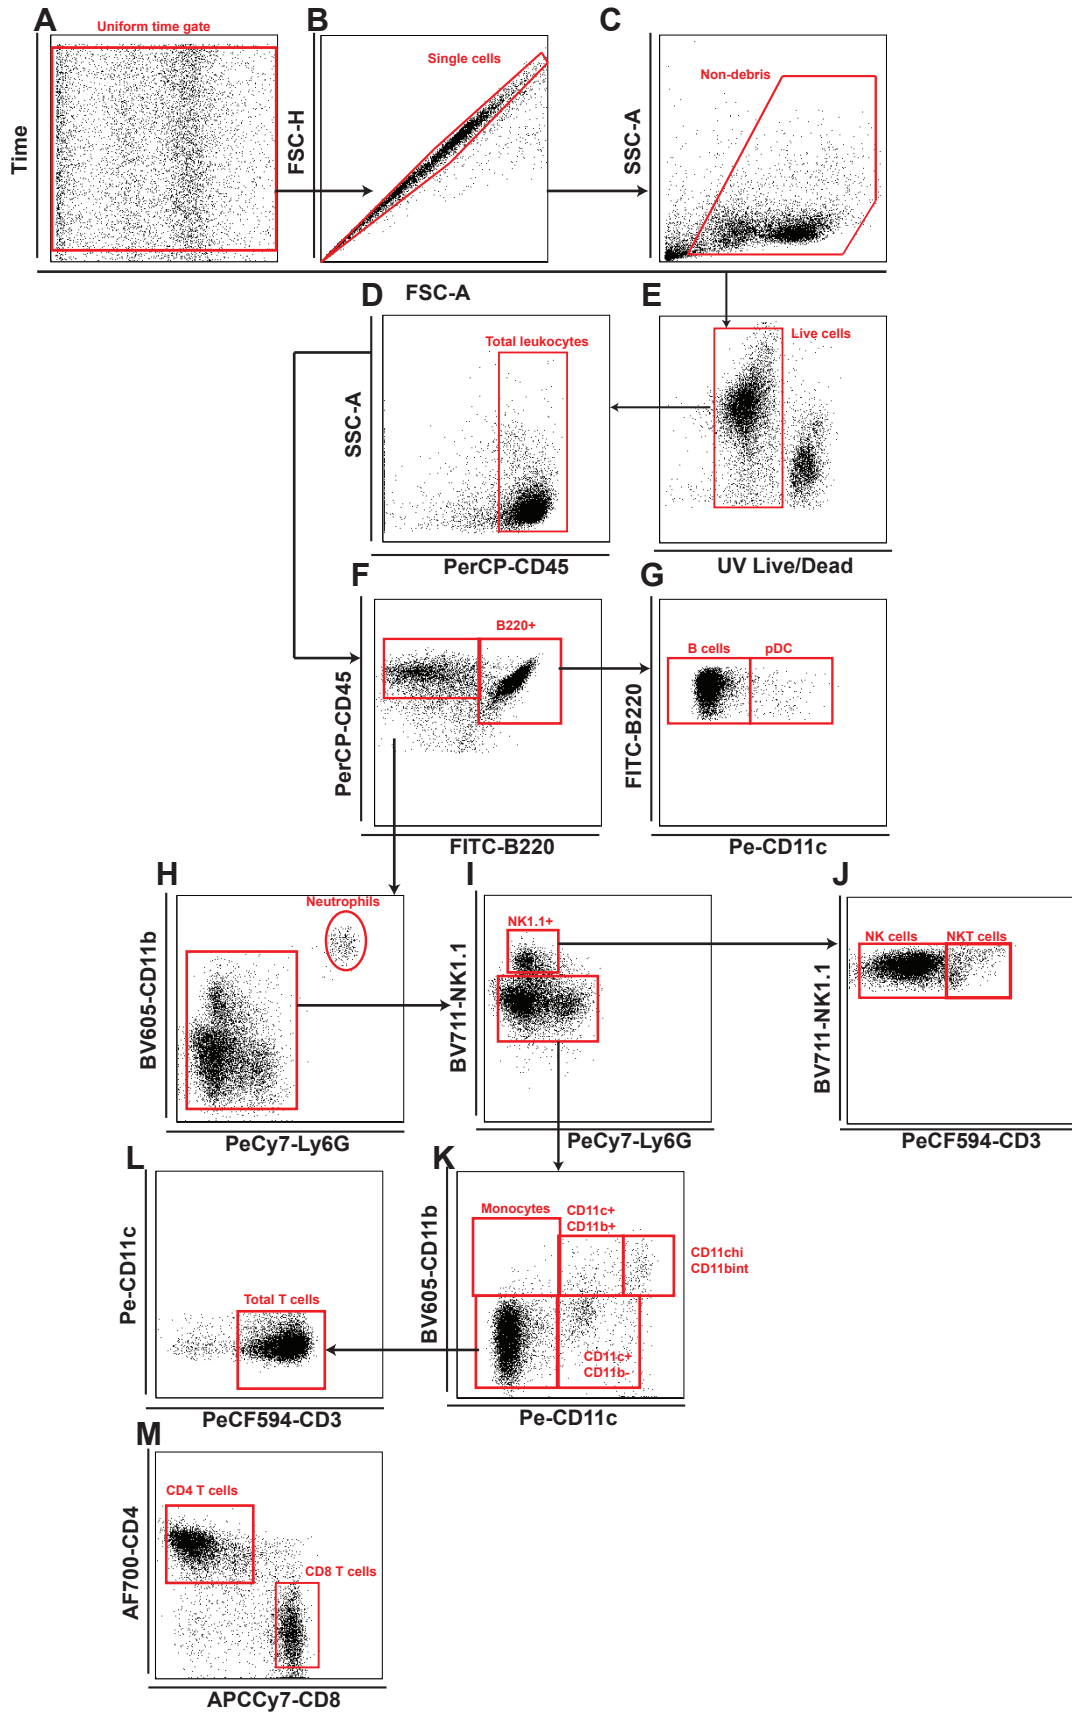 A
Uniform time gate
Time
B
Single cells
FSC-H
C
Non-debris
SSC-A
FSC-A
D
Total leukocytes
SSC-A
PerCP-CD45
E
Live cells
UV Live/Dead
F
B220+
PerCP-CD45
FITC-B220
G
B cells
pDC
FITC-B220
Pe-CD11c
H
Neutrophils
BV605-CD11b
PeCy7-Ly6G
I
NK1.1+
BV711-NK1.1
PeCy7-Ly6G
J
NK cells
NKT cells
BV711-NK1.1
PeCF594-CD3
L
Total T cells
Pe-CD11c
PeCF594-CD3
K
Monocytes
CD11c+
CD11b+
CD11chi
CD11bint
CD11c+
CD11b-
BV605-CD11b
Pe-CD11c
M
CD4 T cells
CD8 T cells
AF700-CD4
APCCy7-CD8